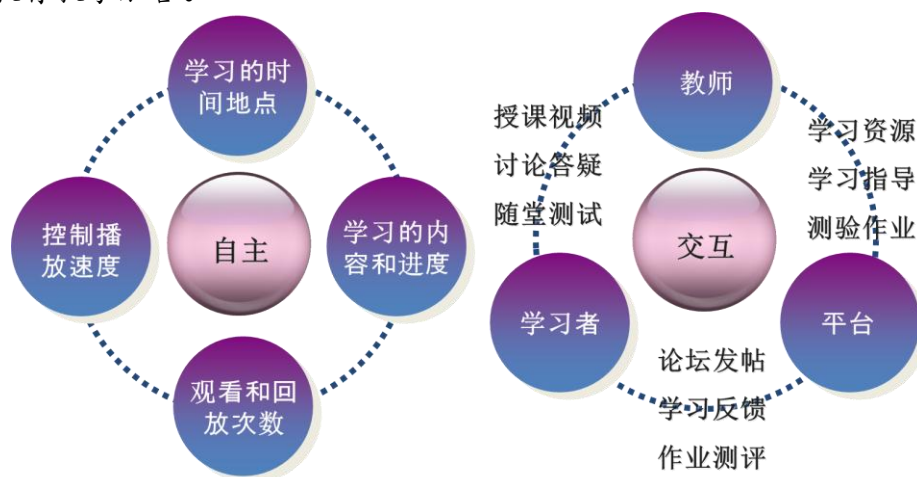 学习的时
间地点
控制播
放速度
自主
学习的内
容和进度
观看和回
放次数
教师
授课视频
讨论答疑
随堂测试
学习资源
学习指导
测验作业
交互
学习者
平台
论坛发帖
学习反馈
作业测评